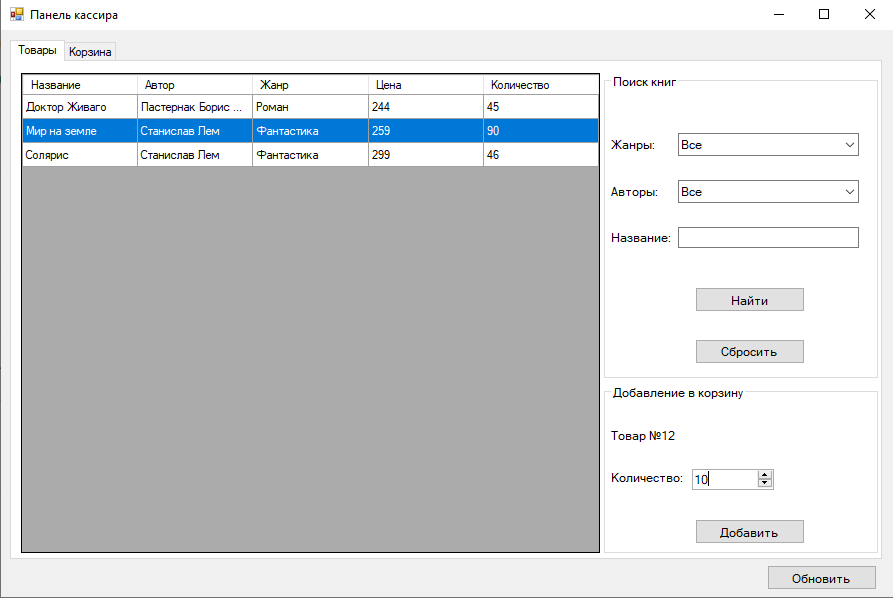 Панель кассира
Товары Корзина
Название Автор Жанр Цена Количество
Доктор Живаго Пастернак Борис ... Роман 244 45
Мир на земле Станислав Лем Фантастика 259 90
Солярис Станислав Лем Фантастика 299 46
Поиск книг
Жанры: Все
Авторы: Все
Название:
Найти
Сбросить
Добавление в корзину
Товар №12
Количество: 10
Добавить
Обновить